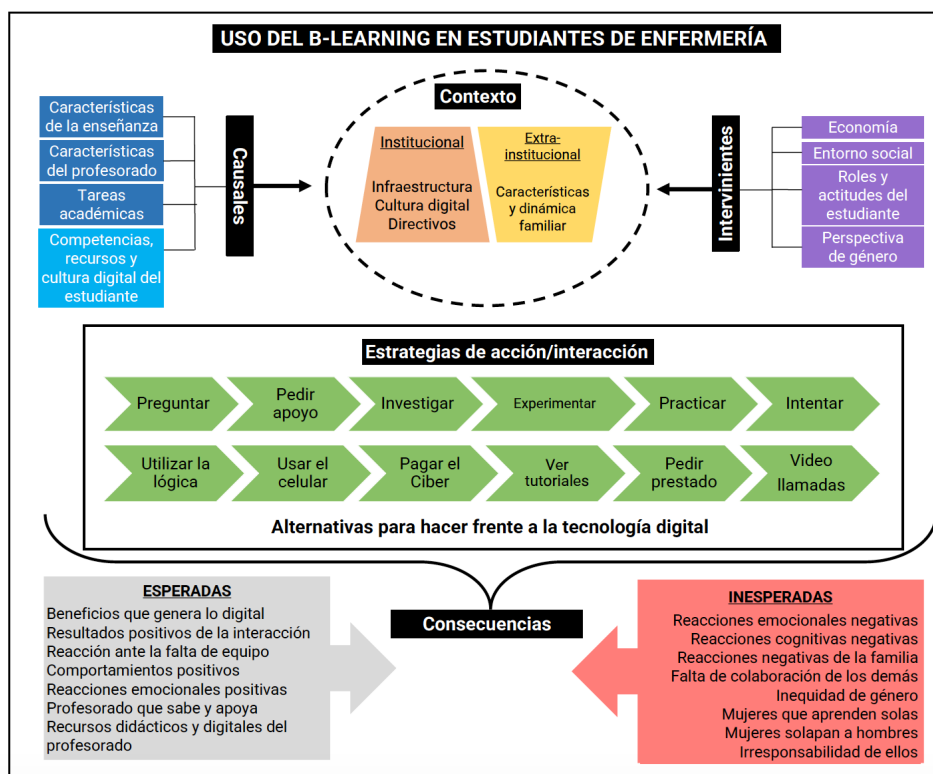 USO DEL B-LEARNING EN ESTUDIANTES DE ENFERMERÍA
Características
de la enseñanza
Características
del profesorado
Tareas
académicas
Competencias,
recursos y
cultura digital del
estudiante
Causales
Contexto
Institucional
Infraestructura
Cultura digital
Directivos
Extra-
institucional
Características
y dinámica
familiar
Intervinientes
Economía
Entorno social
Roles y
actitudes del
estudiante
Perspectiva
de género
Estrategias de acción/interacción
Preguntar
Pedir
apoyo
Investigar
Experimentar
Practicar
Intentar
Utilizar la
lógica
Usar el
celular
Pagar el
Ciber
Ver
tutoriales
Pedir
prestado
Video
llamadas
Alternativas para hacer frente a la tecnología digital
ESPERADAS
Beneficios que genera lo digital
Resultados positivos de la interacción
Reacción ante la falta de equipo
Comportamientos positivos
Reacciones emocionales positivas
Profesorado que sabe y apoya
Recursos didácticos y digitales del
profesorado
Consecuencias
INESPERADAS
Reacciones emocionales negativas
Reacciones cognitivas negativas
Reacciones negativas de la familia
Falta de colaboración de los demás
Inequidad de género
Mujeres que aprenden solas
Mujeres solapan a hombres
Irresponsabilidad de ellos